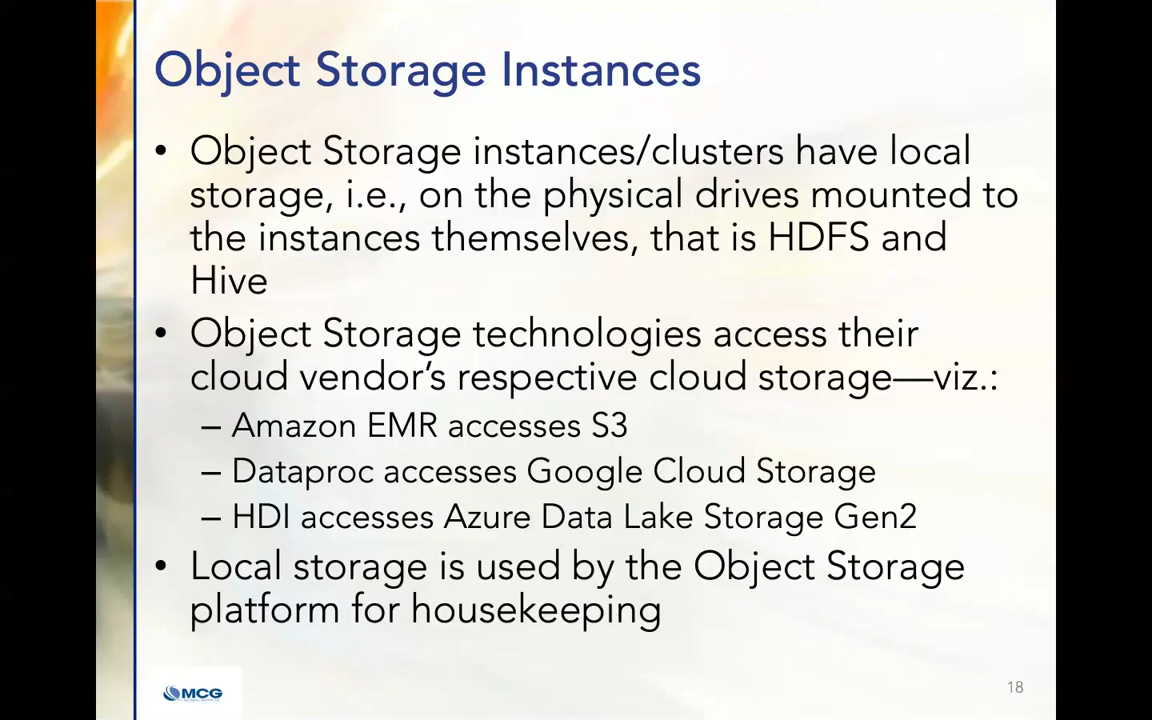 Object Storage Instances
• Object Storage instances/clusters have local
storage, i.e., on the physical drives mounted to
the instances themselves, that is HDFS and
Hive
• Object Storage technologies access their
cloud vendor’s respective cloud storage—viz.:
– Amazon EMR accesses S3
– Dataproc accesses Google Cloud Storage
– HDI accesses Azure Data Lake Storage Gen2
• Local storage is used by the Object Storage
platform for housekeeping
MCG
18